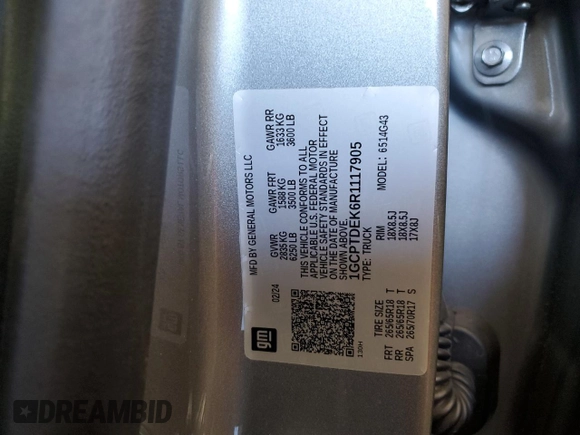 MFD BY GENERAL MOTORS LLC
02/24 GVWR GAWR FRT GAWR RR
2835 KG 1588 KG 1633 KG
6250 LB 3500 LB 3600 LB
THIS VEHICLE CONFORMS TO ALL
APPLICABLE U.S. FEDERAL MOTOR
VEHICLE SAFETY STANDARDS IN EFFECT
ON THE DATE OF MANUFACTURE
SHOWN ABOVE.
1GCPTDEK6R1117905
TYPE: TRUCK MODEL: 6514G43
TIRE SIZE RIM
FRT 265/65R18 T 18X8.5J
RR 265/65R18 T 18X8.5J
SPA 265/70R17 S 17X8J
gm
DREAMBID